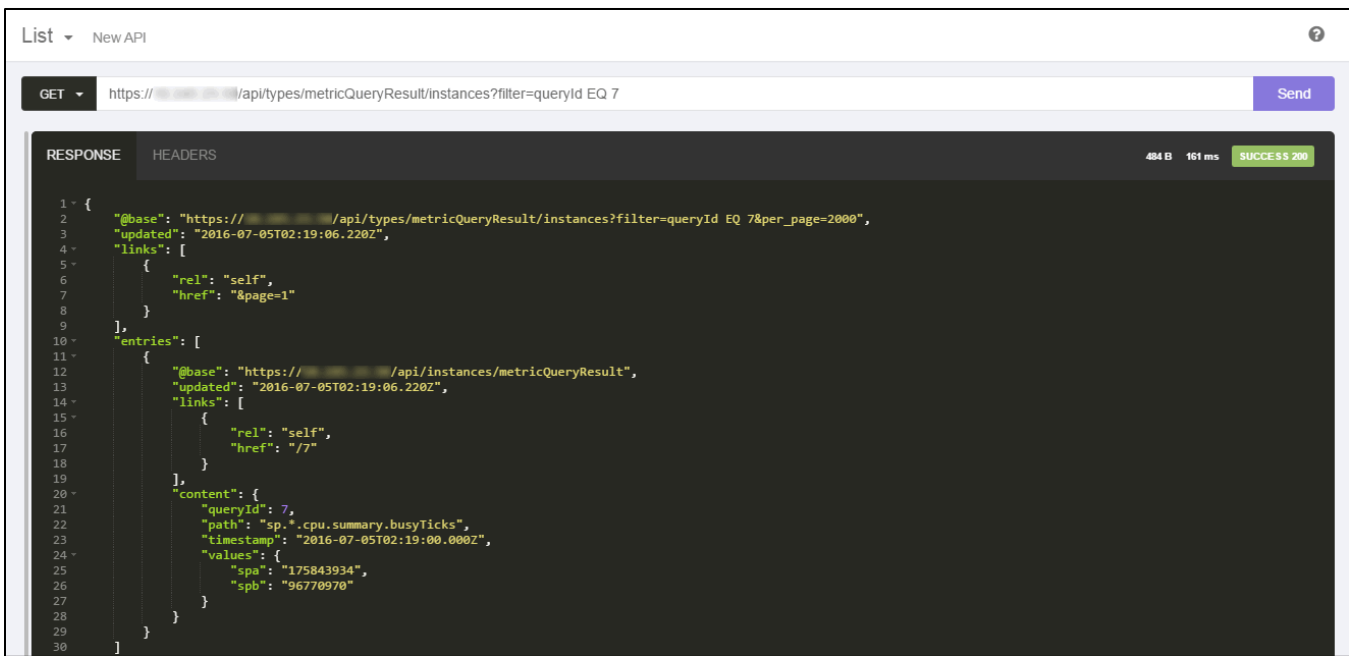 List New API
GET https:// /api/types/metricQueryResult/instances?filter=queryId EQ 7 Send
RESPONSE HEADERS 484 B 161 ms SUCCESS 200
1 {
2 "@base": "https:// /api/types/metricQueryResult/instances?filter=queryId EQ 7&per_page=2000",
3 "updated": "2016-07-05T02:19:06.220Z",
4 "links": [
5 {
6 "rel": "self",
7 "href": "&page=1"
8 }
9 ],
10 "entries": [
11 {
12 "@base": "https:// /api/instances/metricQueryResult",
13 "updated": "2016-07-05T02:19:06.220Z",
14 "links": [
15 {
16 "rel": "self",
17 "href": "/7"
18 }
19 ],
20 "content": {
21 "queryId": 7,
22 "path": "sp.*.cpu.summary.busyTicks",
23 "timestamp": "2016-07-05T02:19:00.000Z",
24 "values": {
25 "spa": "175843934",
26 "spb": "96770970"
27 }
28 }
29 }
30 ]